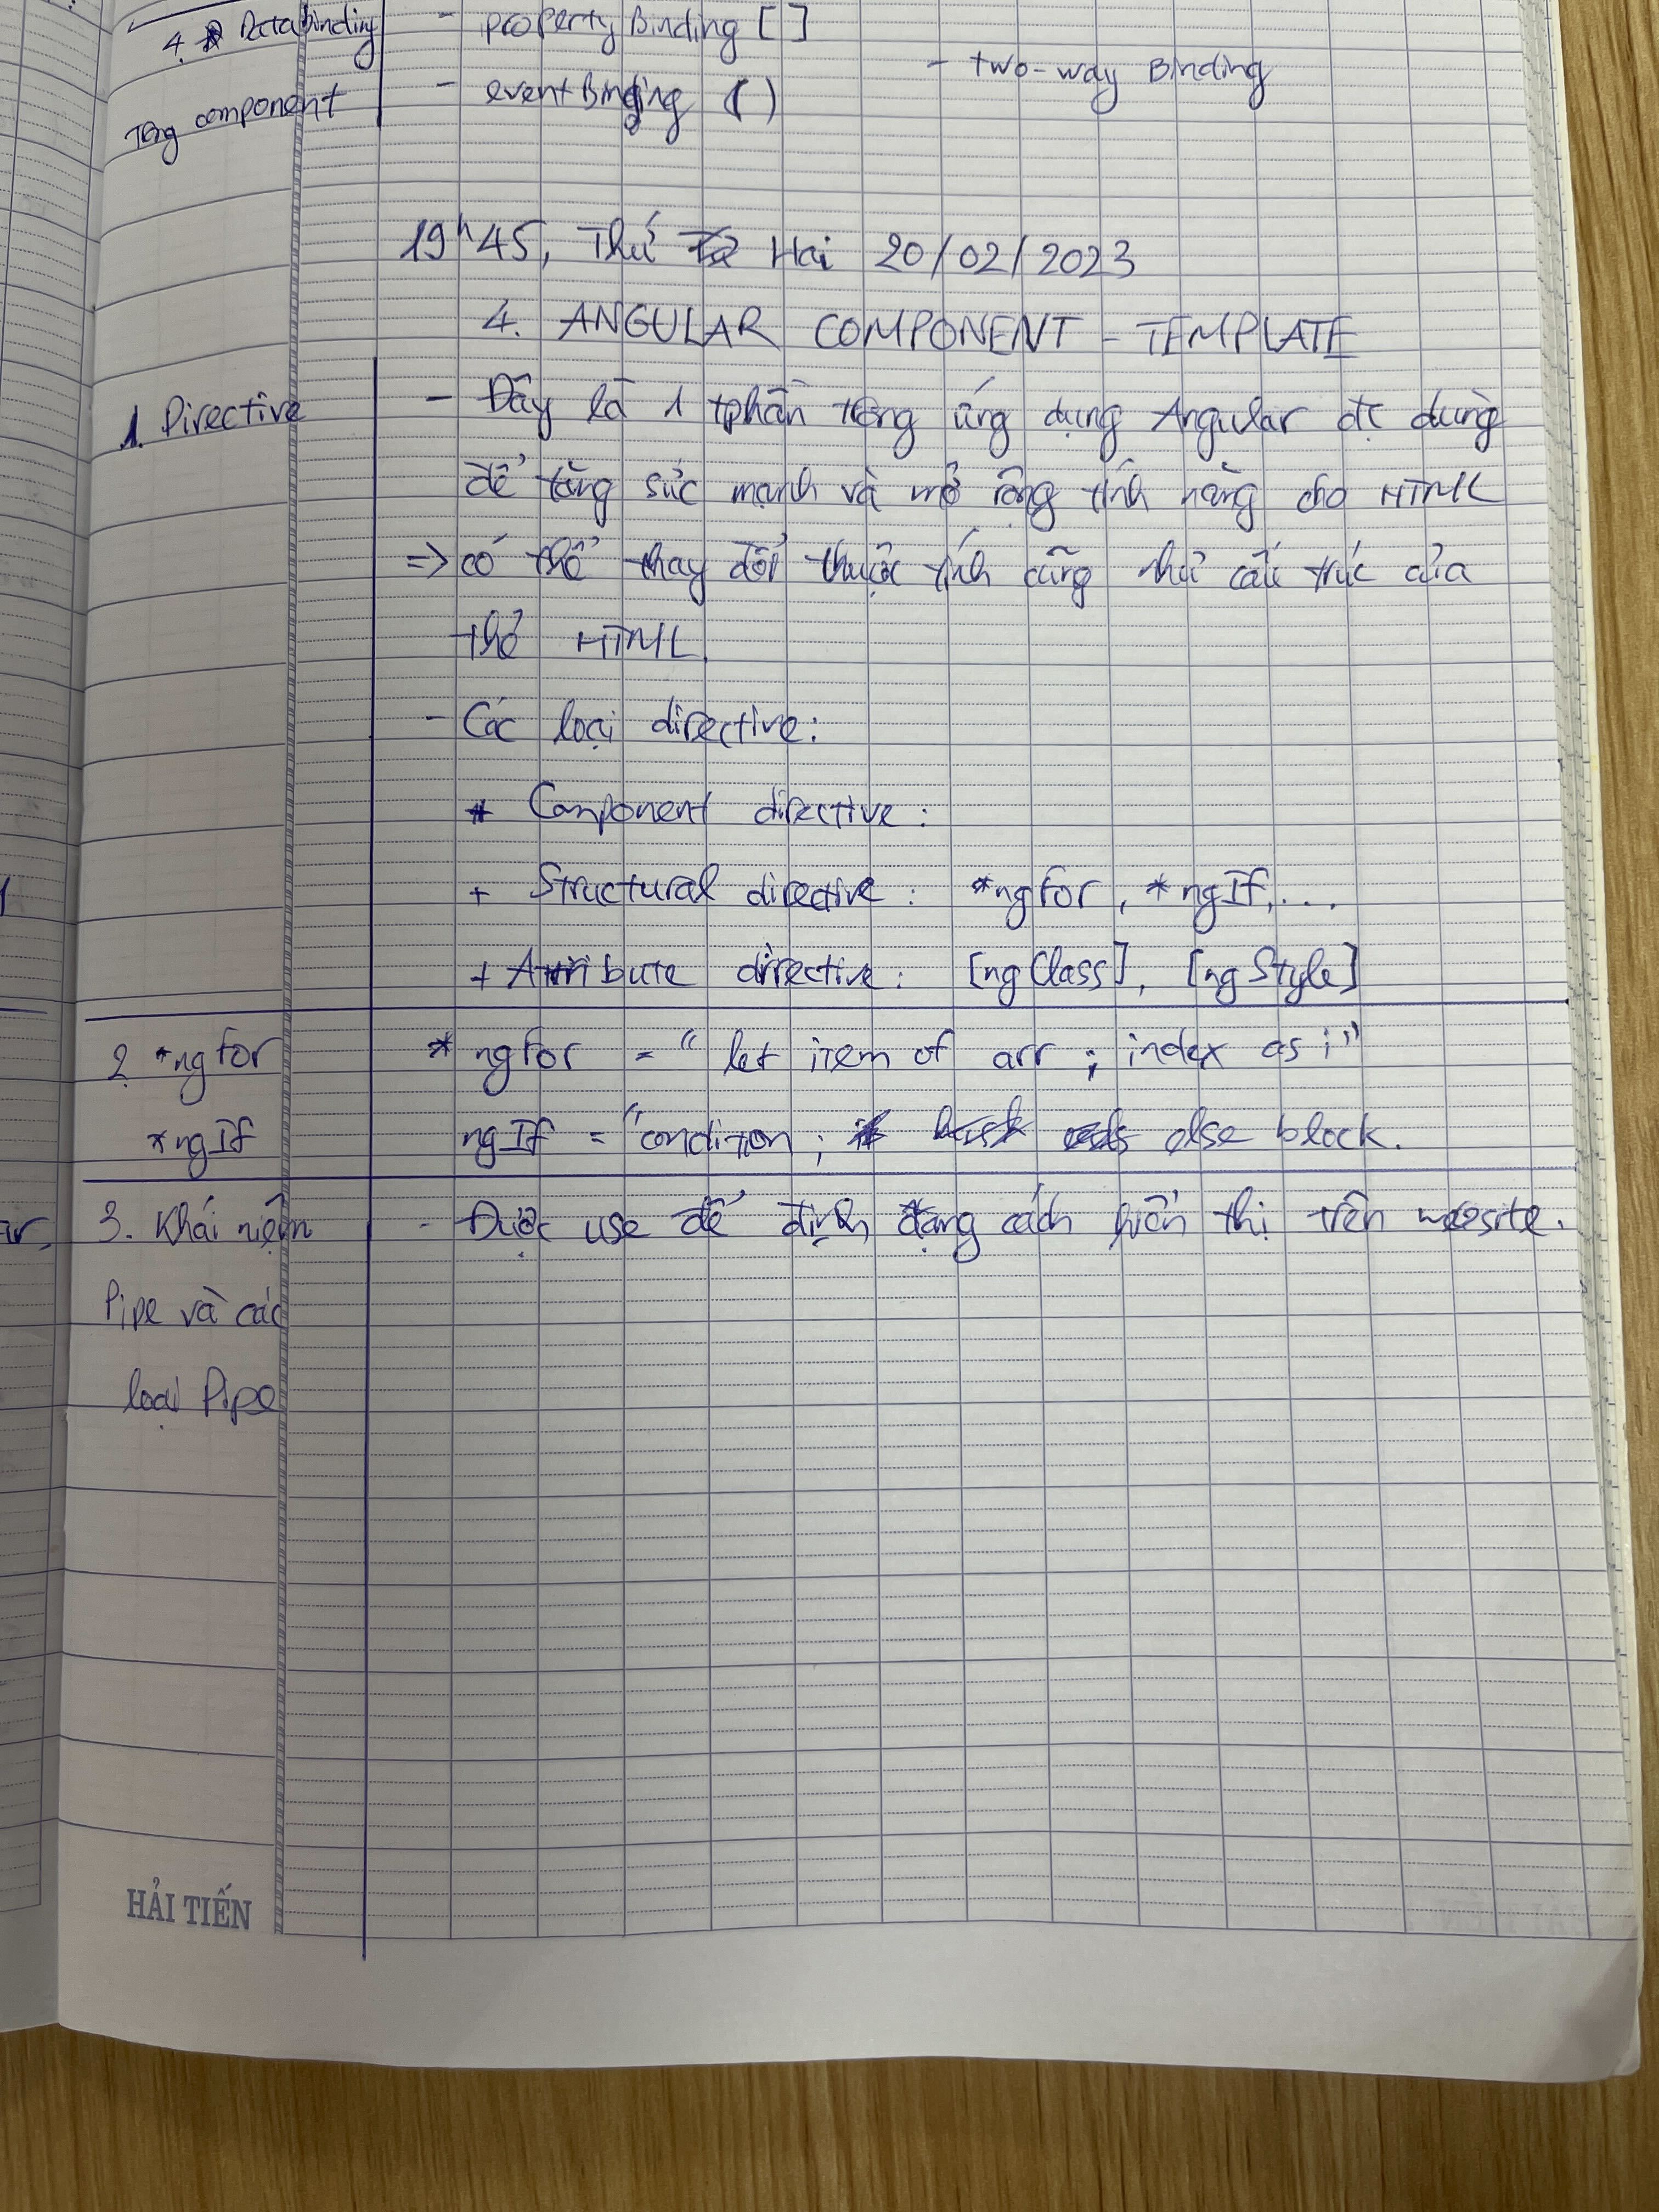 4. Databinding
trong component
- property Binding [ ]
- two-way Binding
- event Binding ( )
19h45, Thứ Hai 20/02/2023
4. ANGULAR COMPONENT - TEMPLATE
1. Directive
- Đây là 1 phần trong ứng dụng Angular đc dùng
để tăng sức mạnh và mở rộng tính năng cho HTML
=> có thể thay đổi thuộc tính cũng như cấu trúc của
thẻ HTML.
- Các loại directive:
+ Component directive:
+ Structural directive: *ngFor, *ngIf,...
+ Attribute directive: [ngClass], [ngStyle]
2. *ngFor
*ngIf
*ngFor = "let item of arr ; index as i"
ngIf = "condition; else block.
3. Khái niệm
Pipe và các
loại Pipe
- Được use để định dạng cách hiển thị trên website.
HẢI TIẾN